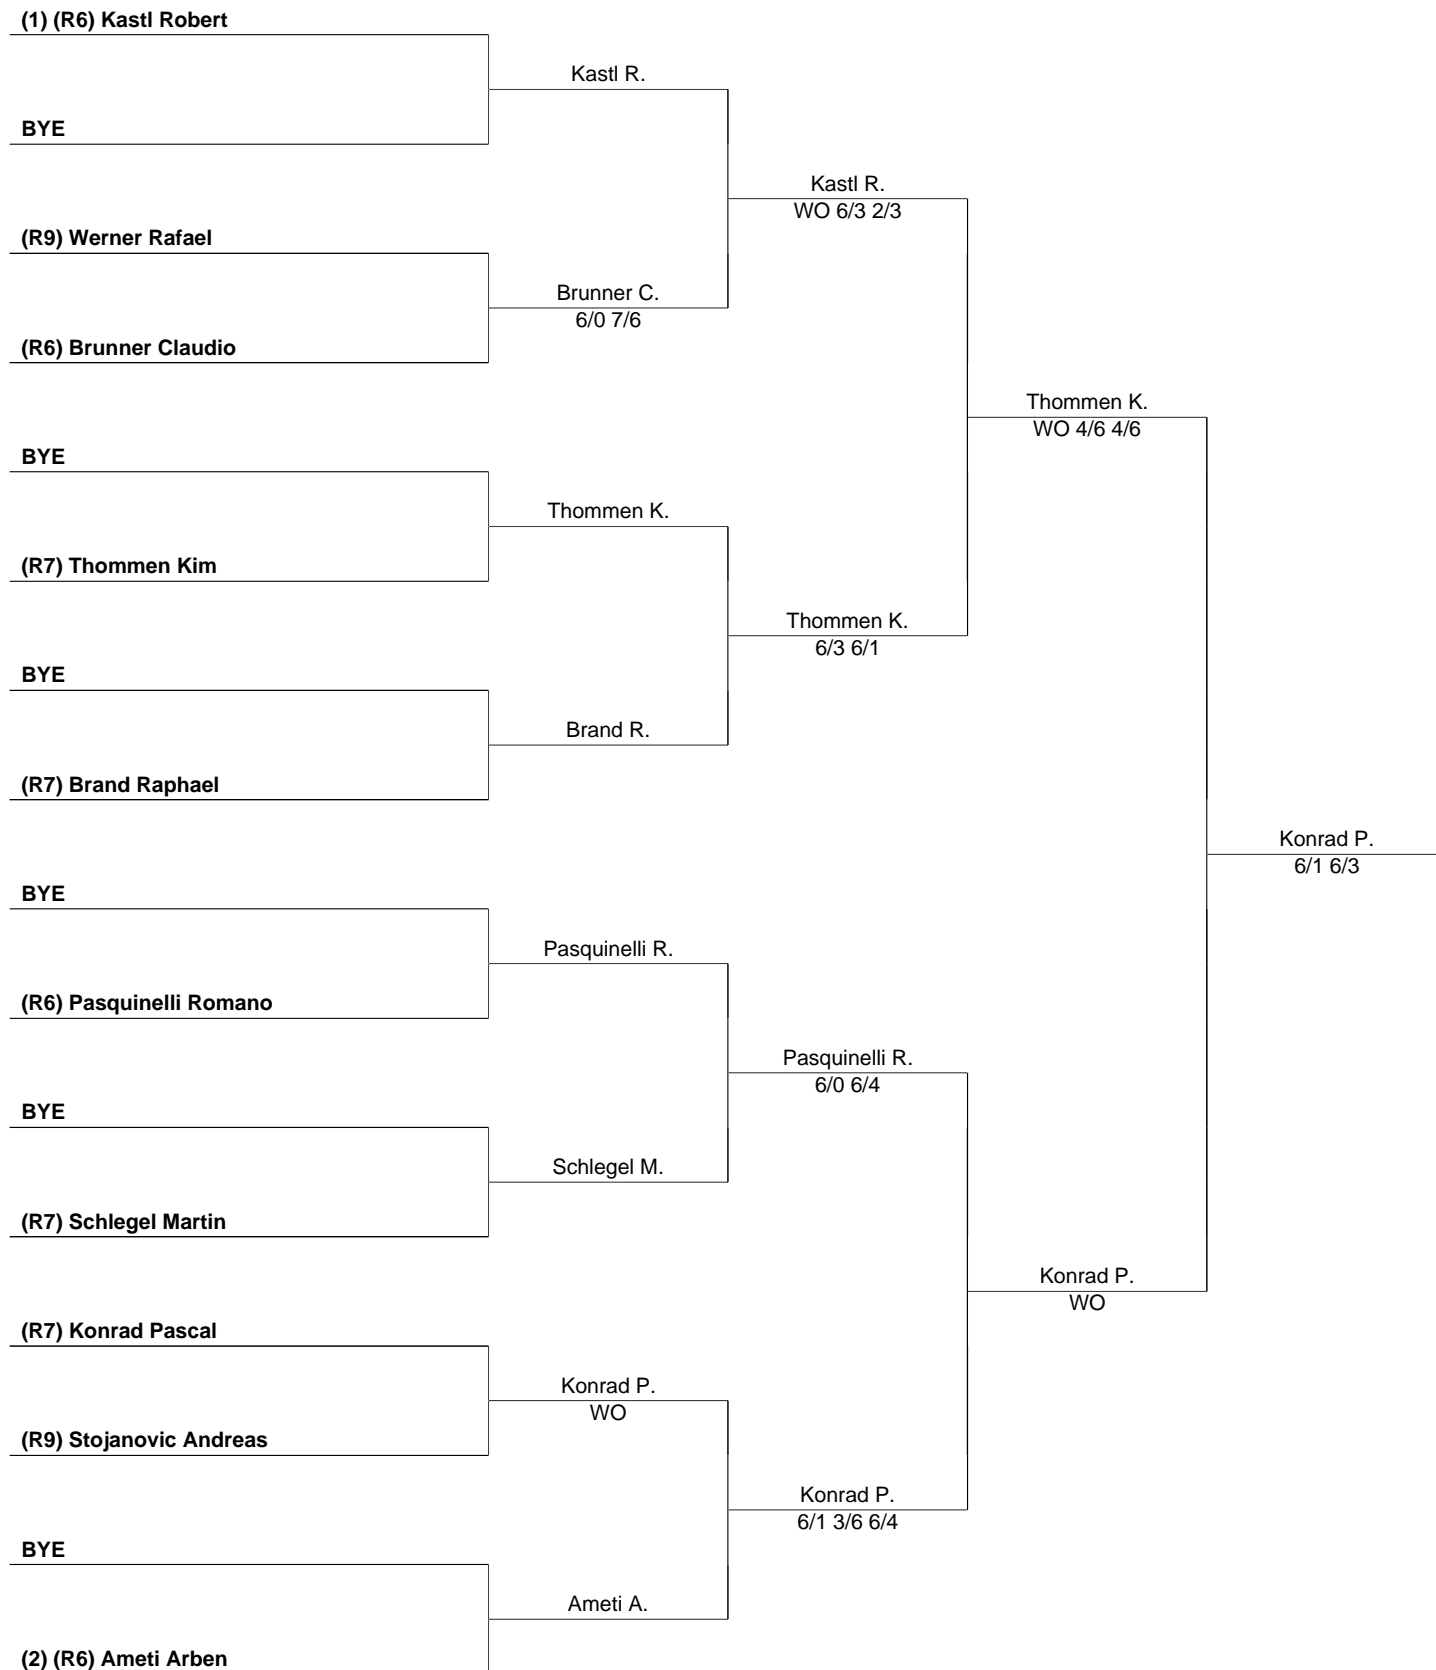 (1) (R6) Kastl Robert
Kastl R.
BYE
Kastl R.
WO 6/3 2/3
(R9) Werner Rafael
Brunner C.
6/0 7/6
(R6) Brunner Claudio
Thommen K.
WO 4/6 4/6
BYE
Thommen K.
(R7) Thommen Kim
Thommen K.
6/3 6/1
BYE
Brand R.
(R7) Brand Raphael
Konrad P.
6/1 6/3
BYE
Pasquinelli R.
(R6) Pasquinelli Romano
Pasquinelli R.
6/0 6/4
BYE
Schlegel M.
(R7) Schlegel Martin
Konrad P.
WO
(R7) Konrad Pascal
Konrad P.
WO
(R9) Stojanovic Andreas
Konrad P.
6/1 3/6 6/4
BYE
Ameti A.
(2) (R6) Ameti Arben